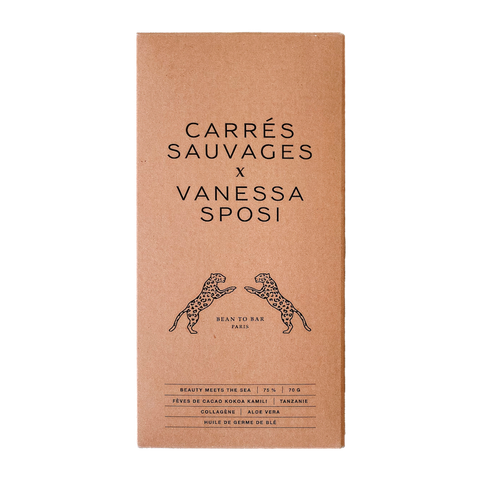 CARRÉS
SAUVAGES
x
VANESSA
SPOSI
BEAN TO BAR
PARIS
BEAUTY MEETS THE SEA | 75 % | 70 G
FÈVES DE CACAO KOKOA KAMILI | TANZANIE
COLLAGÈNE | ALOE VERA
HUILE DE GERME DE BLÉ